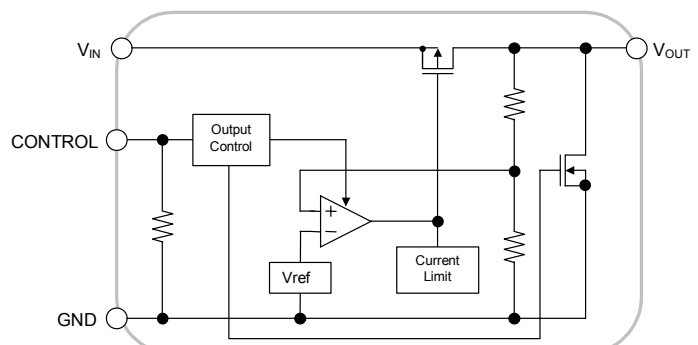 VIN
VOUT
CONTROL
Output
Control
+
−
Vref
Current
Limit
GND